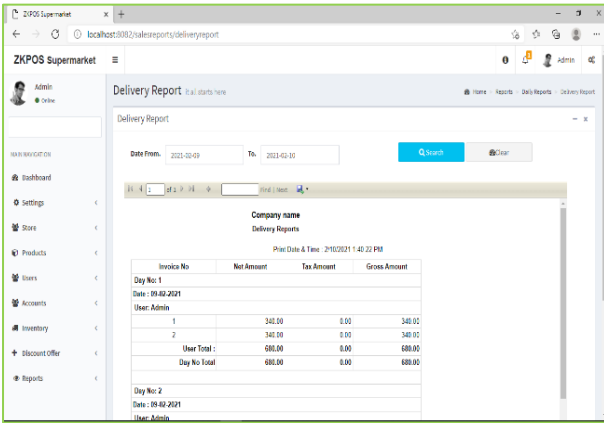 ZKPOS Supermarket
localhost:8082/salesreports/deliveryreport
ZKPOS Supermarket
Admin
Admin
Online
Delivery Report it all starts here
Home > Reports > Daily Reports > Delivery Report
Delivery Report
Date From. 2021-02-09 To. 2021-02-10 Search Clear
MAIN NAVIGATION
Dashboard
Settings
Store
Products
Users
Accounts
Inventory
Discount Offer
Reports
1 of 1 Find | Next
Company name
Delivery Reports
Print Date & Time : 2/10/2021 1:40:22 PM
Invoice No Net Amount Tax Amount Gross Amount
Day No: 1
Date : 09-02-2021
User: Admin
1 340.00 0.00 340.00
2 340.00 0.00 340.00
User Total : 680.00 0.00 680.00
Day No Total 680.00 0.00 680.00
Day No: 2
Date : 09-02-2021
User: Admin